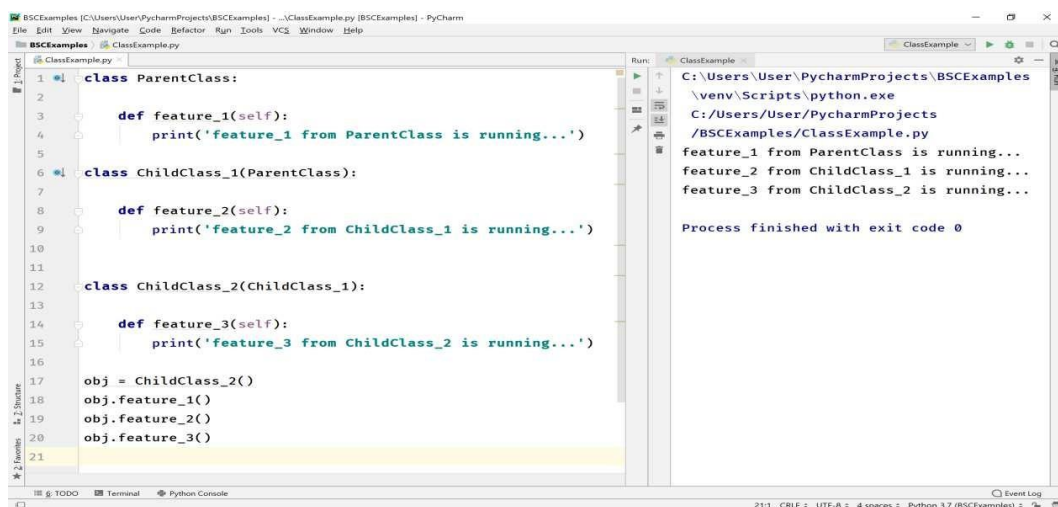 BSCExamples [C:\Users\User\PycharmProjects\BSCExamples] - ...\ClassExample.py [BSCExamples] - PyCharm
File Edit View Navigate Code Refactor Run Tools VCS Window Help
BSCExamples ClassExample.py
ClassExample
1: Project
ClassExample.py
1 class ParentClass:
2
3 def feature_1(self):
4 print('feature_1 from ParentClass is running...')
5
6 class ChildClass_1(ParentClass):
7
8 def feature_2(self):
9 print('feature_2 from ChildClass_1 is running...')
10
11
12 class ChildClass_2(ChildClass_1):
13
14 def feature_3(self):
15 print('feature_3 from ChildClass_2 is running...')
16
17 obj = ChildClass_2()
18 obj.feature_1()
19 obj.feature_2()
20 obj.feature_3()
21
Z: Structure
2: Favorites
Run: ClassExample
C:\Users\User\PycharmProjects\BSCExamples
\venv\Scripts\python.exe
C:/Users/User/PycharmProjects
/BSCExamples/ClassExample.py
feature_1 from ParentClass is running...
feature_2 from ChildClass_1 is running...
feature_3 from ChildClass_2 is running...
Process finished with exit code 0
6: TODO Terminal Python Console
Event Log
21:1 CRLF UTF-8 4 spaces Python 3.7 (BSCExamples)